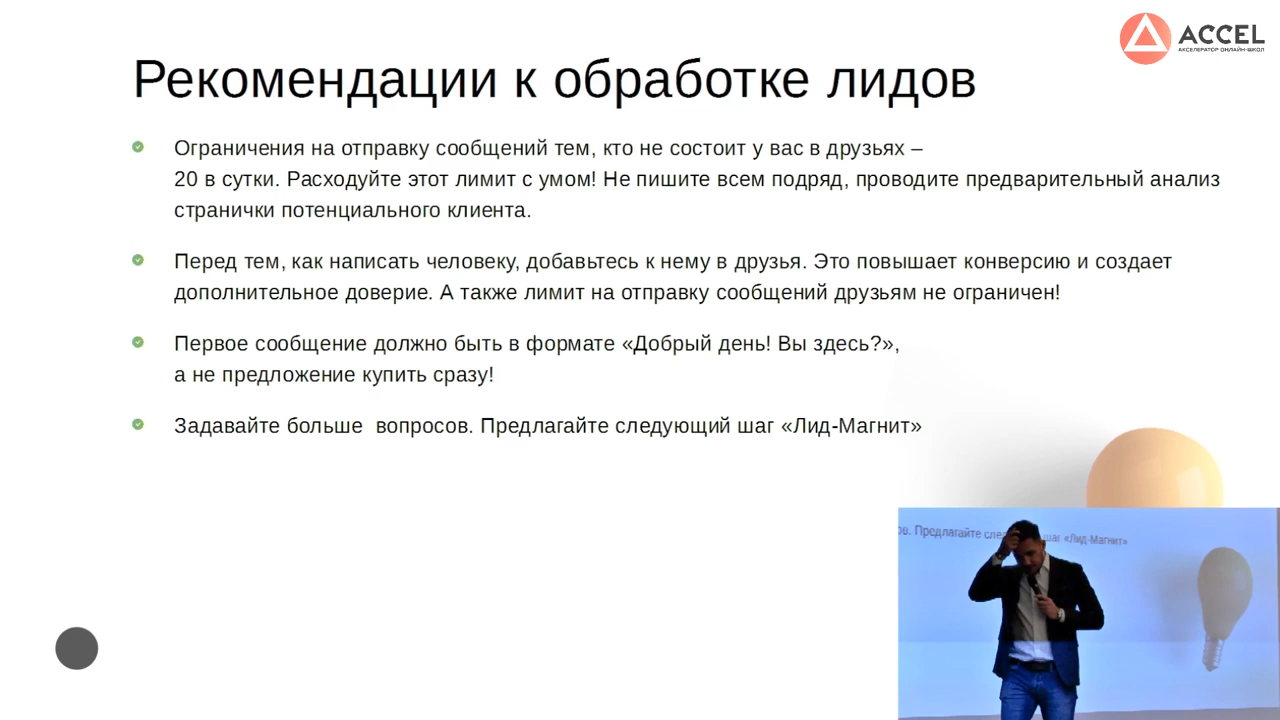 ACCEL
АКСЕЛЕРАТОР ОНЛАЙН-ШКОЛ
Рекомендации к обработке лидов
Ограничения на отправку сообщений тем, кто не состоит у вас в друзьях –
20 в сутки. Расходуйте этот лимит с умом! Не пишите всем подряд, проводите предварительный анализ
странички потенциального клиента.
Перед тем, как написать человеку, добавьтесь к нему в друзья. Это повышает конверсию и создает
дополнительное доверие. А также лимит на отправку сообщений друзьям не ограничен!
Первое сообщение должно быть в формате «Добрый день! Вы здесь?»,
а не предложение купить сразу!
Задавайте больше  вопросов. Предлагайте следующий шаг «Лид-Магнит»
Предлагайте шаг «Лид-Магнит»